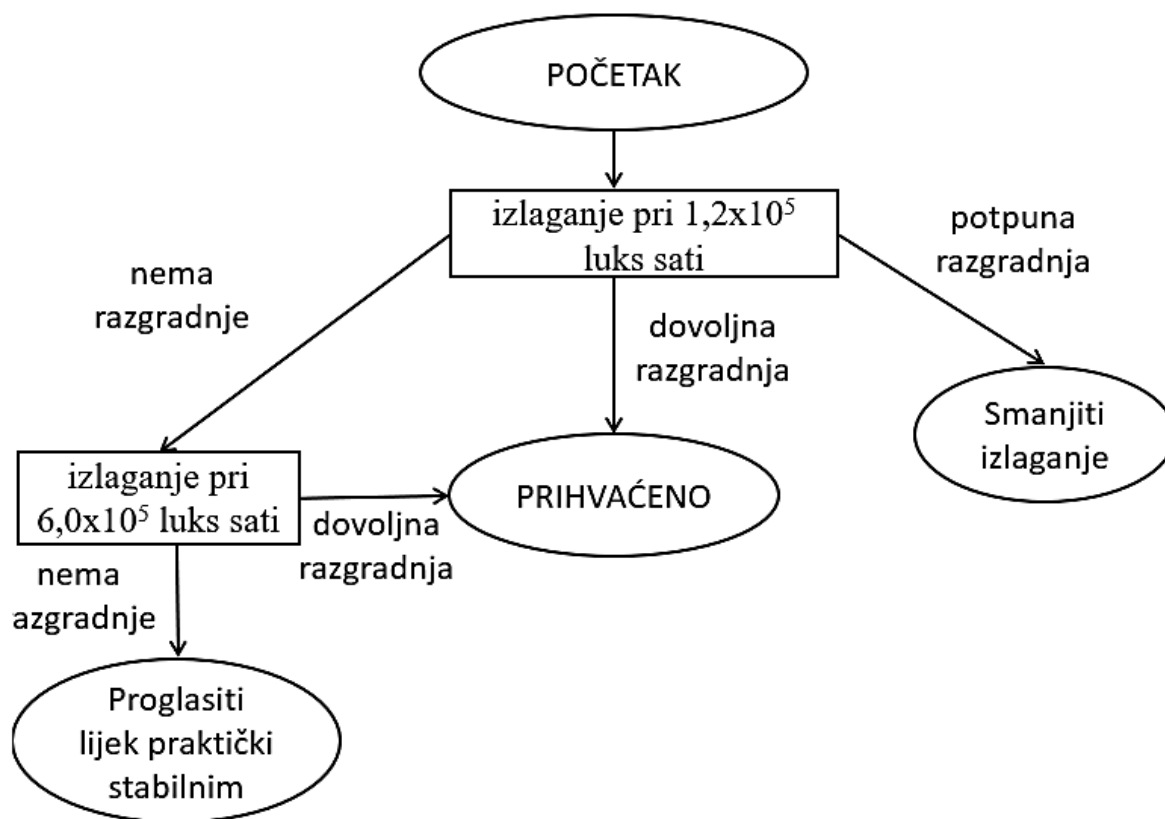 POČETAK
izlaganje pri 1,2x10⁵
luks sati
potpuna
razgradnja
nema
razgradnje
dovoljna
razgradnja
Smanjiti
izlaganje
izlaganje pri
6,0x10⁵ luks sati
PRIHVAĆENO
dovoljna
razgradnja
nema
azgradnje
Proglasiti
lijek praktički
stabilnim